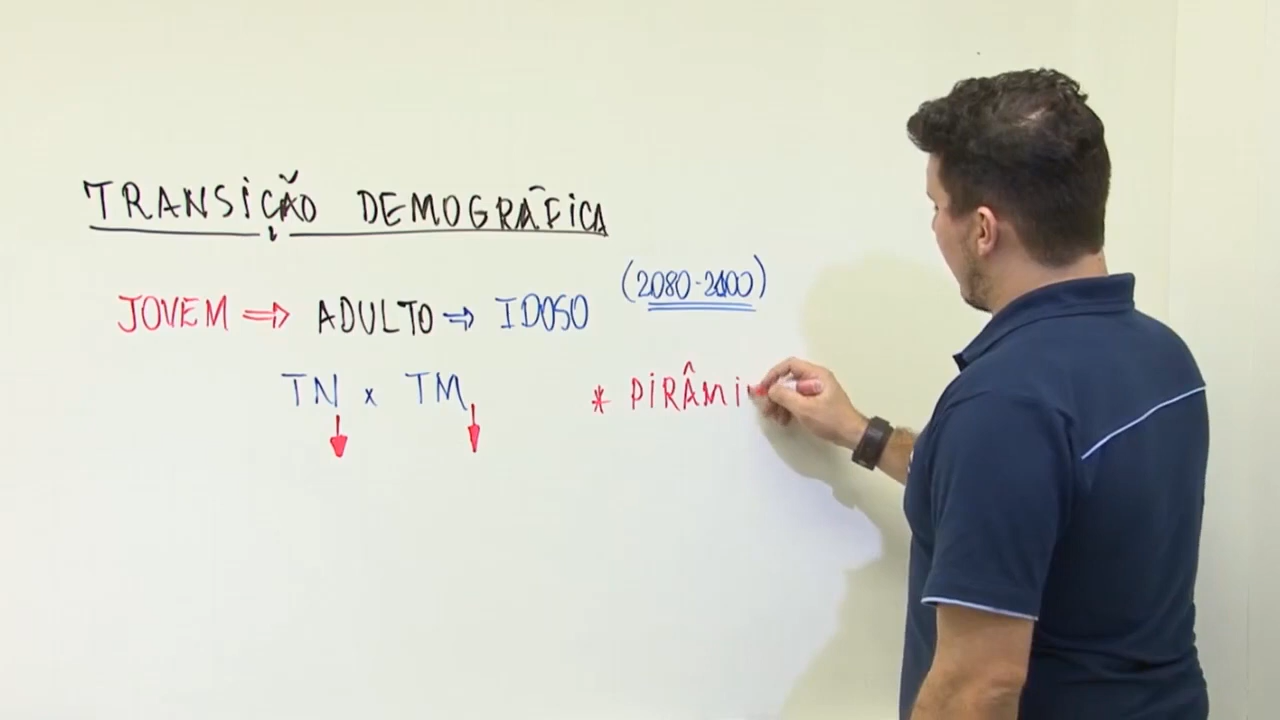 TRANSIÇÃO DEMOGRÁFICA
(2080-2100)
JOVEM ⇒ ADULTO ⇒ IDOSO
TN x TM
* PIRÂMI